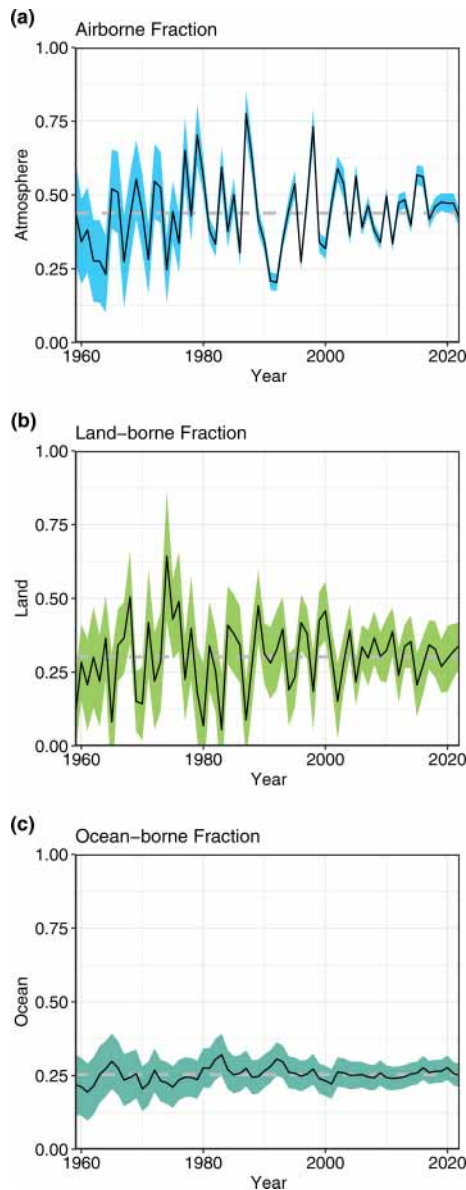 (a)
Airborne Fraction
1.00
0.75
0.50
0.25
0.00
Atmosphere
1960
1980
2000
2020
Year
(b)
Land−borne Fraction
1.00
0.75
0.50
0.25
0.00
Land
1960
1980
2000
2020
Year
(c)
Ocean−borne Fraction
1.00
0.75
0.50
0.25
0.00
Ocean
1960
1980
2000
2020
Year